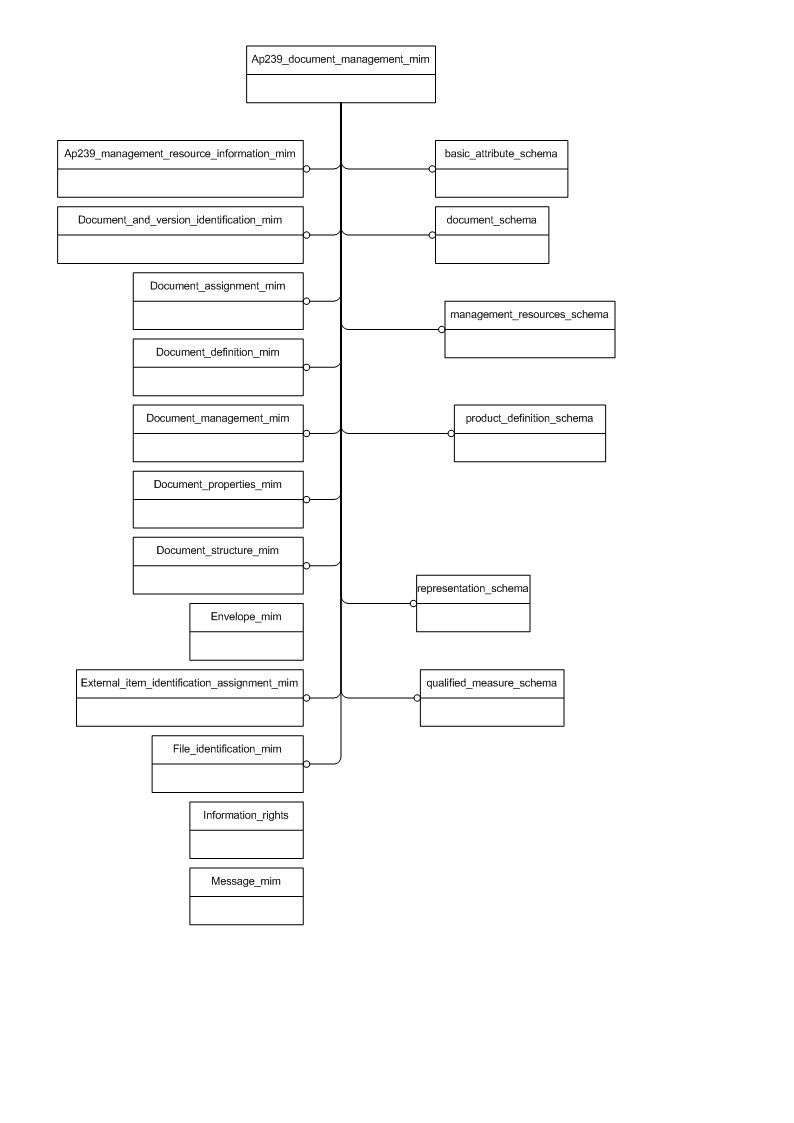 Ap239_document_management_mim
Ap239_management_resource_information_mim
basic_attribute_schema
Document_and_version_identification_mim
document_schema
Document_assignment_mim
management_resources_schema
Document_definition_mim
Document_management_mim
product_definition_schema
Document_properties_mim
Document_structure_mim
representation_schema
Envelope_mim
External_item_identification_assignment_mim
qualified_measure_schema
File_identification_mim
Information_rights
Message_mim